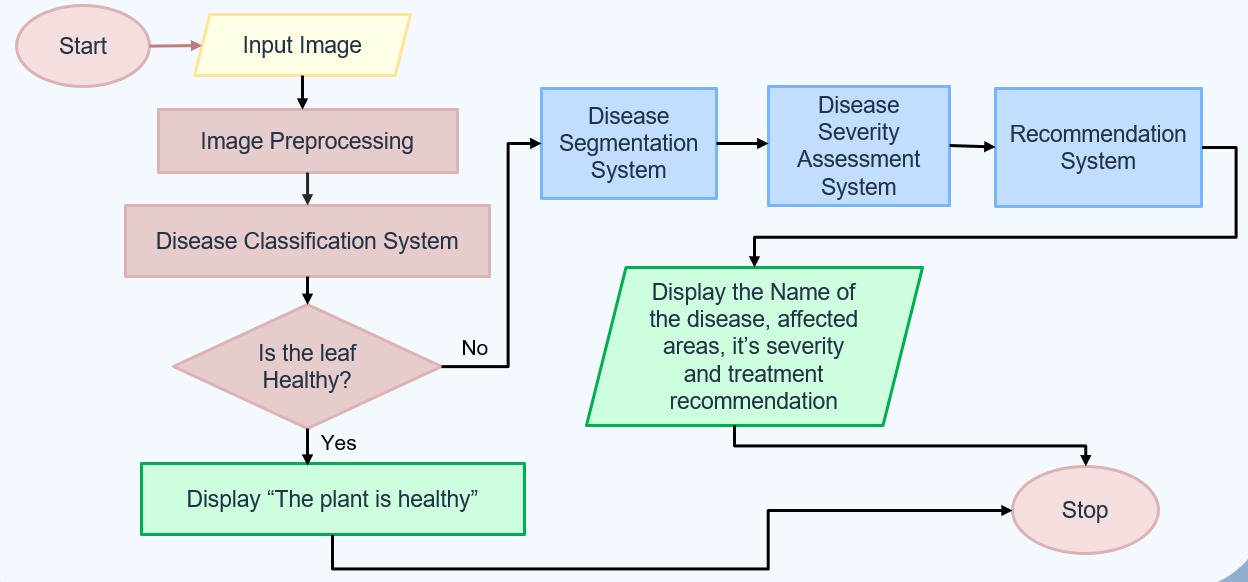 Start
Input Image
Image Preprocessing
Disease Classification System
Is the leaf
Healthy?
No
Yes
Display “The plant is healthy”
Disease
Segmentation
System
Disease
Severity
Assessment
System
Recommendation
System
Display the Name of
the disease, affected
areas, it’s severity
and treatment
recommendation
Stop